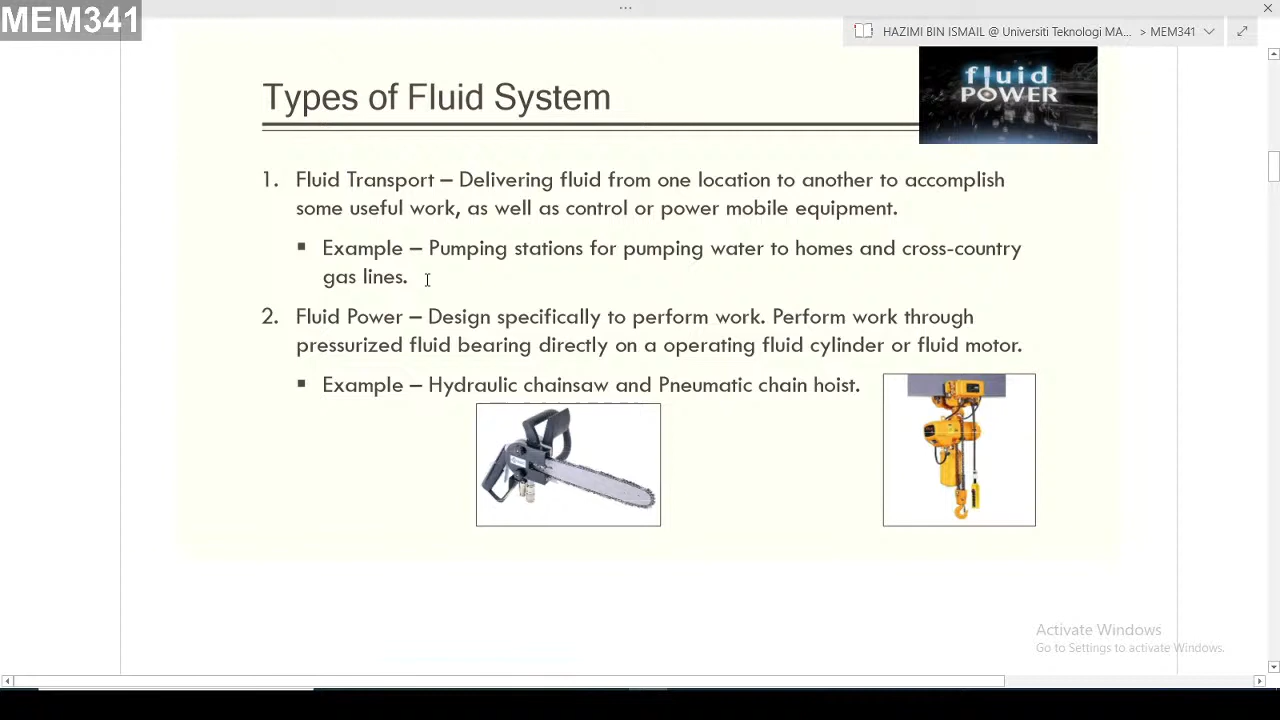 MEM341
HAZIMI BIN ISMAIL @ Universiti Teknologi MA... > MEM341
fluid
POWER
Types of Fluid System
1. Fluid Transport – Delivering fluid from one location to another to accomplish
some useful work, as well as control or power mobile equipment.
▪ Example – Pumping stations for pumping water to homes and cross-country
gas lines.
2. Fluid Power – Design specifically to perform work. Perform work through
pressurized fluid bearing directly on a operating fluid cylinder or fluid motor.
▪ Example – Hydraulic chainsaw and Pneumatic chain hoist.
Activate Windows
Go to Settings to activate Windows.